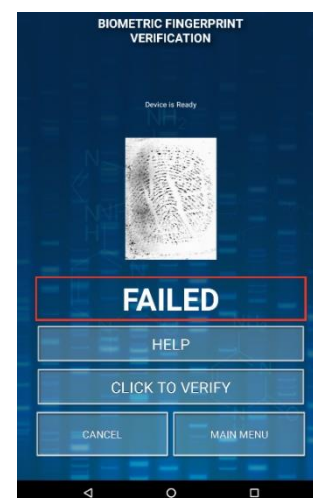 BIOMETRIC FINGERPRINT
VERIFICATION
Device is Ready
FAILED
HELP
CLICK TO VERIFY
CANCEL
MAIN MENU